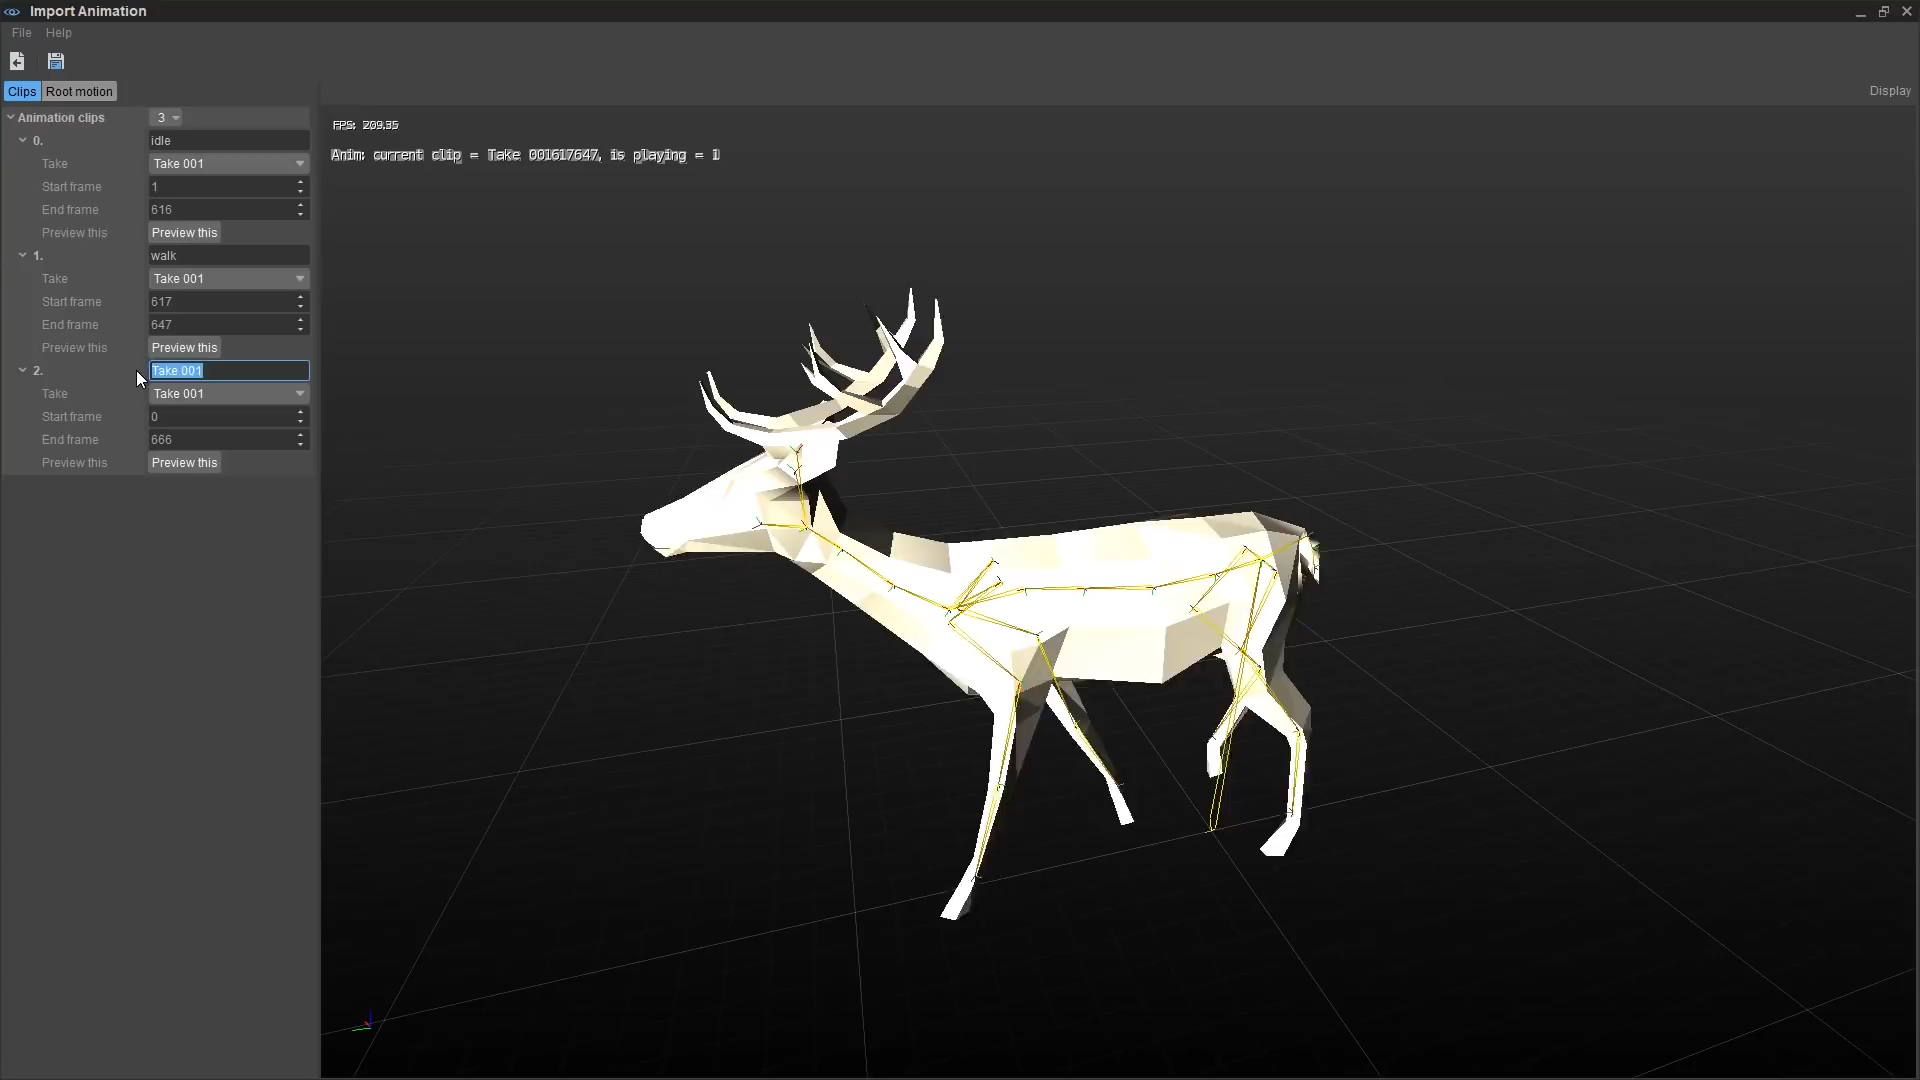 Import Animation
File Help
Clips Root motion
Display
Animation clips 3
0. idle
Take Take 001
Start frame 1
End frame 616
Preview this Preview this
1. walk
Take Take 001
Start frame 617
End frame 647
Preview this Preview this
2. Take 001
Take Take 001
Start frame 0
End frame 666
Preview this Preview this
FPS: 209.35
Anim: current clip = Take 001617647, is playing = 1